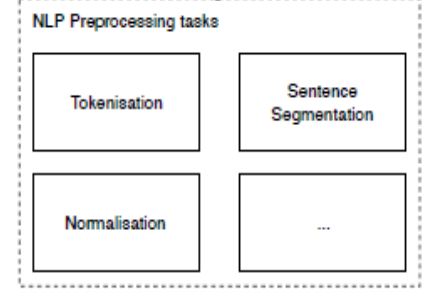 NLP Preprocessing tasks
Tokenisation
Sentence
Segmentation
Normalisation
...